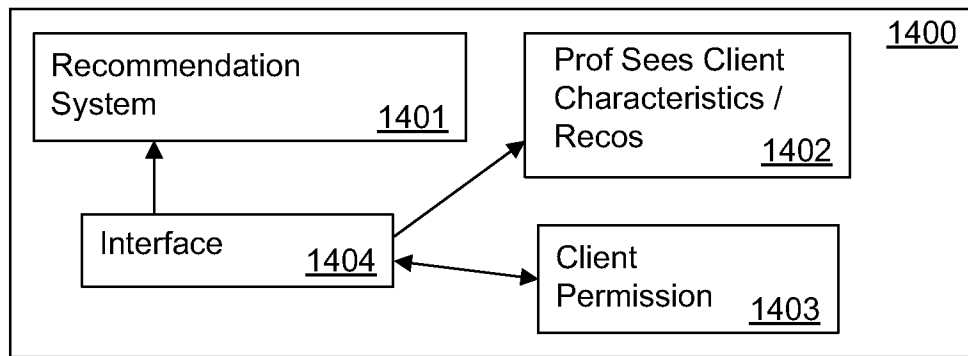 1400
Recommendation
System
1401
Prof Sees Client
Characteristics /
Recos
1402
Interface
1404
Client
Permission
1403